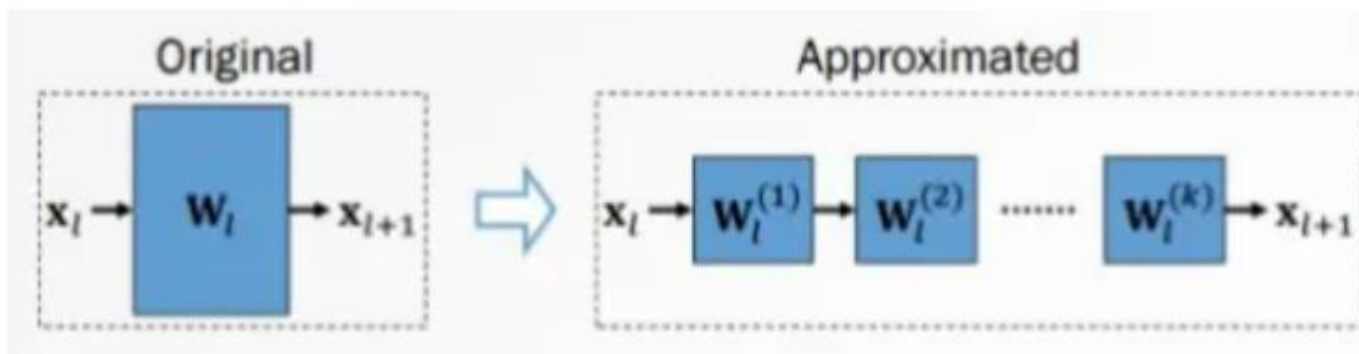 Original
Approximated
x_l → W_l → x_{l+1}
x_l → W_l^{(1)} → W_l^{(2)} ······· W_l^{(k)} → x_{l+1}